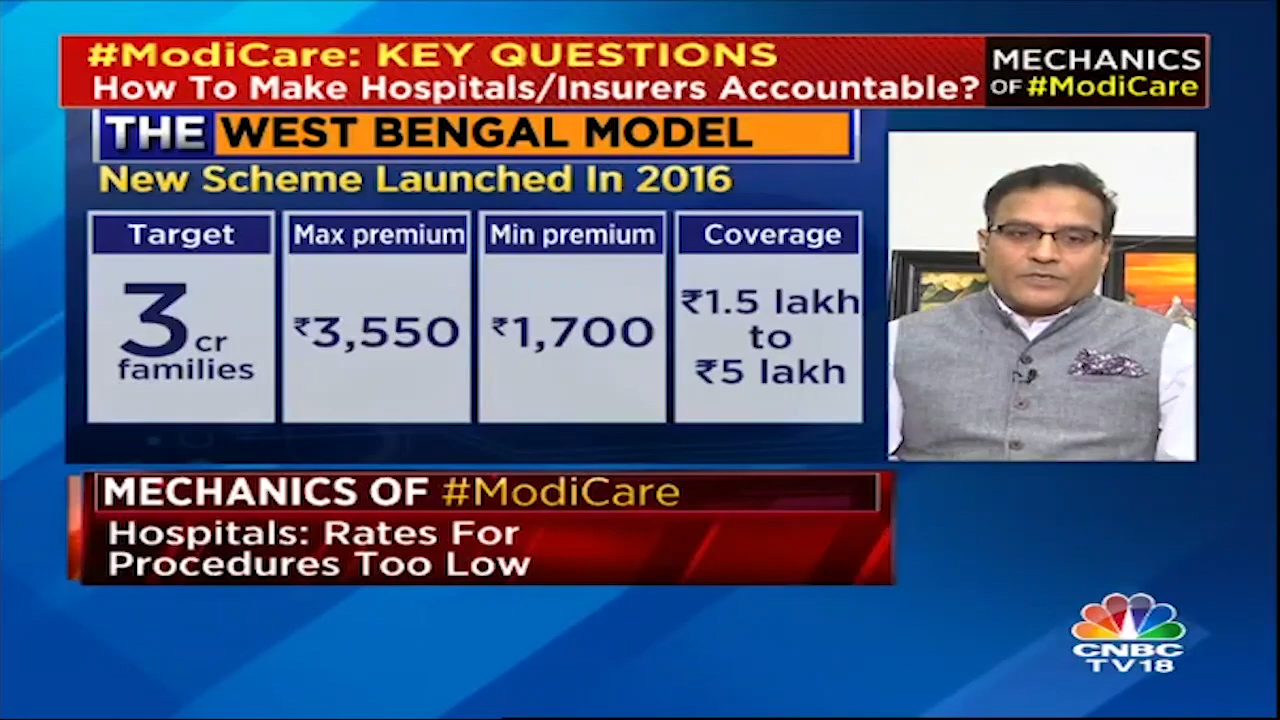 #ModiCare: KEY QUESTIONS
How To Make Hospitals/Insurers Accountable?
MECHANICS
OF #ModiCare
THE WEST BENGAL MODEL
New Scheme Launched In 2016
Target
3 cr
families
Max premium
₹3,550
Min premium
₹1,700
Coverage
₹1.5 lakh
to
₹5 lakh
MECHANICS OF #ModiCare
Hospitals: Rates For
Procedures Too Low
CNBC
TV18